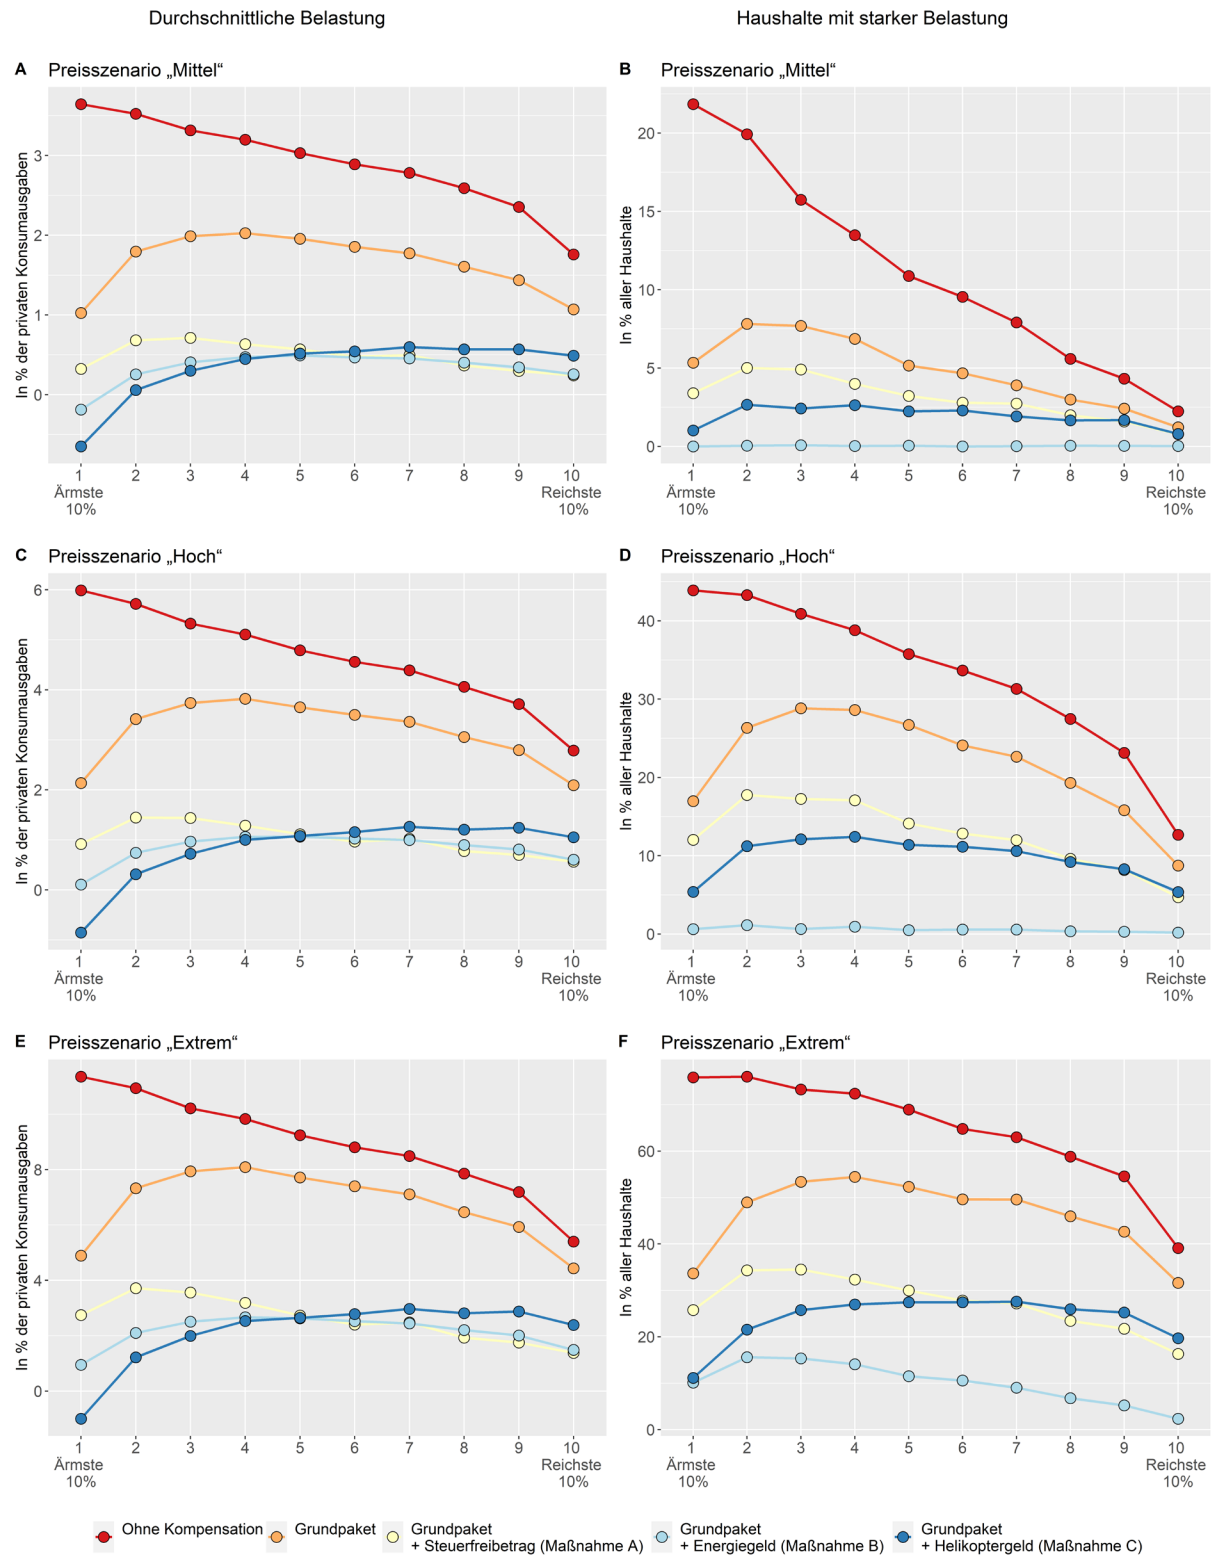 Durchschnittliche Belastung
Haushalte mit starker Belastung
A Preisszenario „Mittel“
In % der privaten Konsumausgaben
3
2
1
0
1 2 3 4 5 6 7 8 9 10
Ärmste Reichste
10% 10%
B Preisszenario „Mittel“
In % aller Haushalte
20
15
10
5
0
1 2 3 4 5 6 7 8 9 10
Ärmste Reichste
10% 10%
C Preisszenario „Hoch“
In % der privaten Konsumausgaben
6
4
2
0
1 2 3 4 5 6 7 8 9 10
Ärmste Reichste
10% 10%
D Preisszenario „Hoch“
In % aller Haushalte
40
30
20
10
0
1 2 3 4 5 6 7 8 9 10
Ärmste Reichste
10% 10%
E Preisszenario „Extrem“
In % der privaten Konsumausgaben
8
4
0
1 2 3 4 5 6 7 8 9 10
Ärmste Reichste
10% 10%
F Preisszenario „Extrem“
In % aller Haushalte
60
40
20
0
1 2 3 4 5 6 7 8 9 10
Ärmste Reichste
10% 10%
Ohne Kompensation
Grundpaket
Grundpaket
+ Steuerfreibetrag (Maßnahme A)
Grundpaket
+ Energiegeld (Maßnahme B)
Grundpaket
+ Helikoptergeld (Maßnahme C)